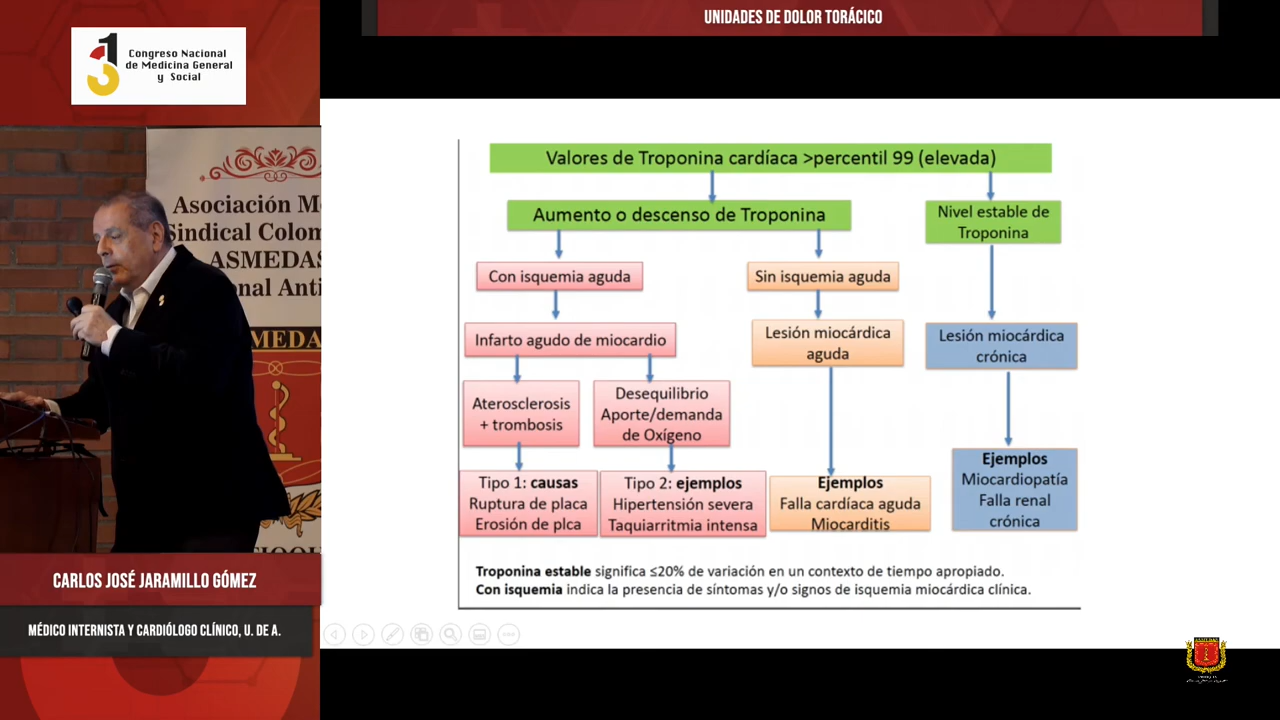 UNIDADES DE DOLOR TORÁCICO
1
3
Congreso Nacional
de Medicina General
y Social
Asociación M
Sindical Colom
ASMEDAS
onal Anti
MEDA
CARLOS JOSÉ JARAMILLO GÓMEZ
MÉDICO INTERNISTA Y CARDIÓLOGO CLÍNICO, U. DE A.
Valores de Troponina cardíaca >percentil 99 (elevada)
Aumento o descenso de Troponina
Nivel estable de
Troponina
Con isquemia aguda
Sin isquemia aguda
Infarto agudo de miocardio
Lesión miocárdica
aguda
Lesión miocárdica
crónica
Aterosclerosis
+ trombosis
Desequilibrio
Aporte/demanda
de Oxígeno
Tipo 1: causas
Ruptura de placa
Erosión de plca
Tipo 2: ejemplos
Hipertensión severa
Taquiarritmia intensa
Ejemplos
Falla cardíaca aguda
Miocarditis
Ejemplos
Miocardiopatía
Falla renal
crónica
Troponina estable significa ≤20% de variación en un contexto de tiempo apropiado.
Con isquemia indica la presencia de síntomas y/o signos de isquemia miocárdica clínica.